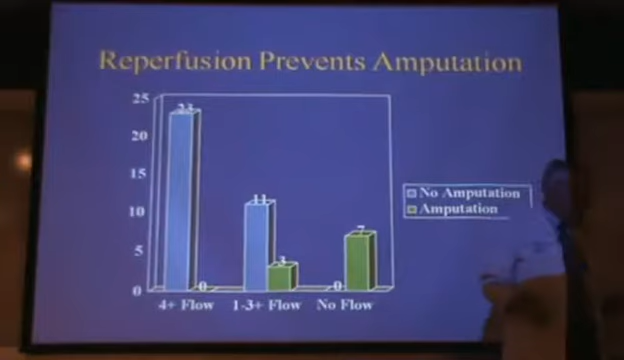 Reperfusion Prevents Amputation
25
20
15
10
5
0
23
0
11
3
0
7
4+ Flow
1-3+ Flow
No Flow
No Amputation
Amputation